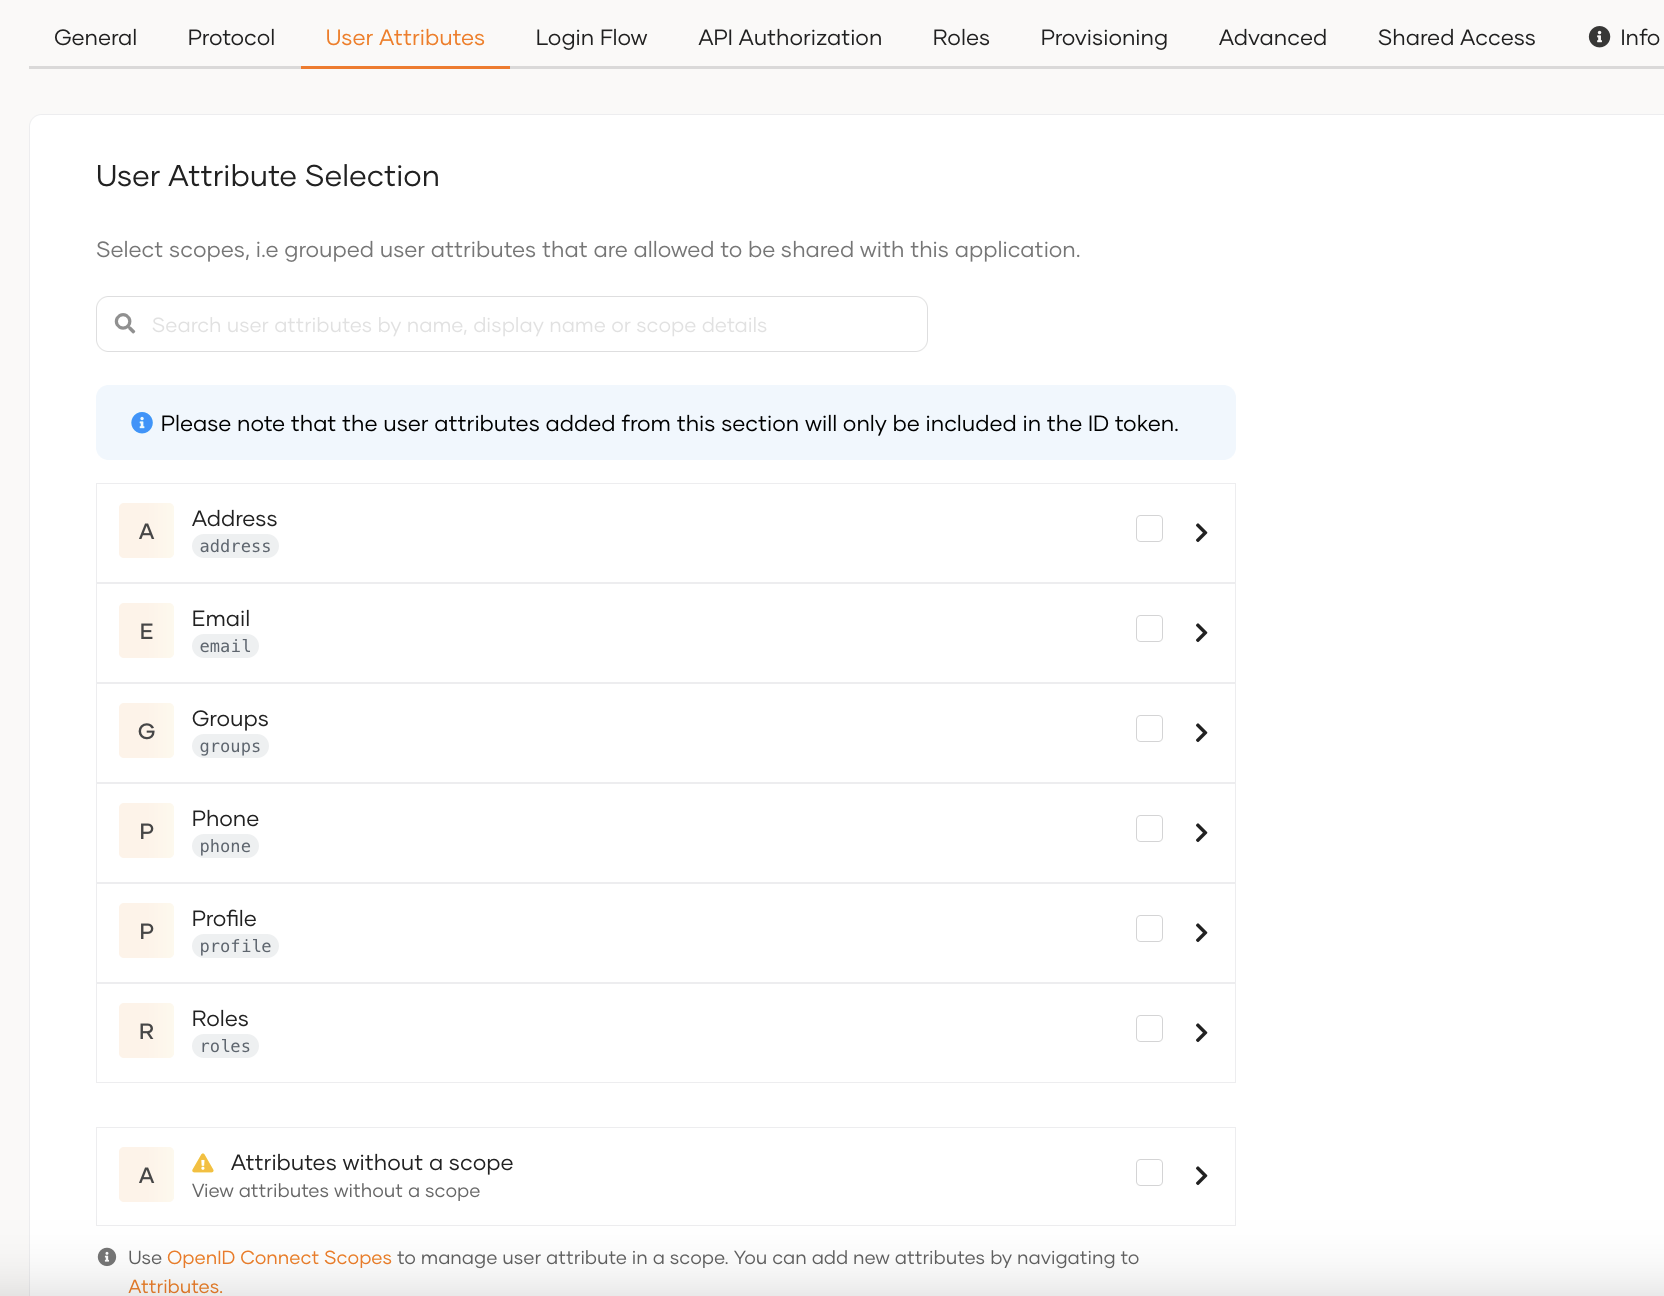 General Protocol User Attributes Login Flow API Authorization Roles Provisioning Advanced Shared Access Info
User Attribute Selection
Select scopes, i.e grouped user attributes that are allowed to be shared with this application.
Search user attributes by name, display name or scope details
Please note that the user attributes added from this section will only be included in the ID token.
A
Address
address
E
Email
email
G
Groups
groups
P
Phone
phone
P
Profile
profile
R
Roles
roles
A
Attributes without a scope
View attributes without a scope
Use OpenID Connect Scopes to manage user attribute in a scope. You can add new attributes by navigating to
Attributes.